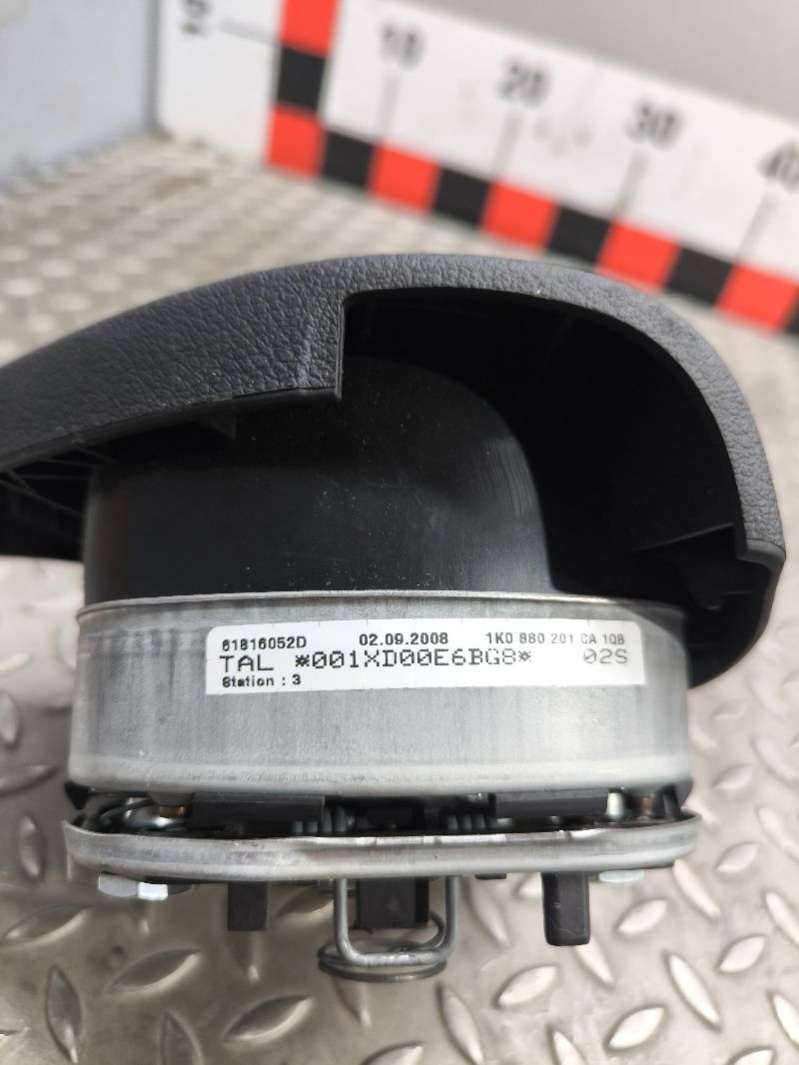 10 20 30 40
61816052D 02.09.2008 1K0 880 201 CA 1QB
TAL *001XD00E6BG8* 02S
Station : 3